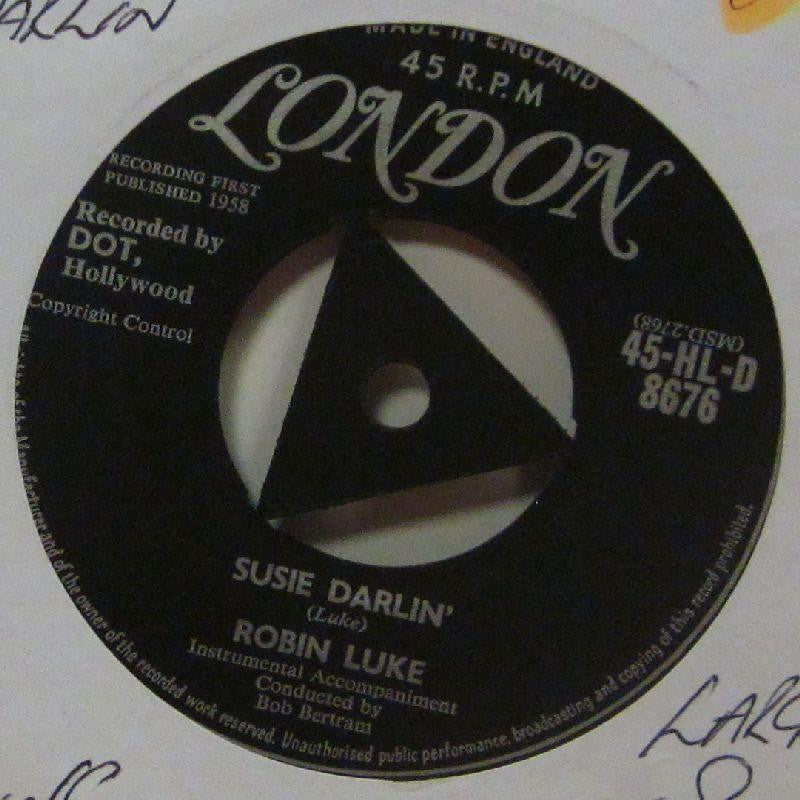 MADE IN ENGLAND
45 R.P.M
LONDON
RECORDING FIRST
PUBLISHED 1958
Recorded by
DOT,
Hollywood
Copyright Control
(MSD.2768)
45-HL-D
8676
SUSIE DARLIN'
(Luke)
ROBIN LUKE
Instrumental Accompaniment
Conducted by
Bob Bertram
and of the owner of the recorded work reserved. Unauthorised public performance, broadcasting and copying of this record prohibited.